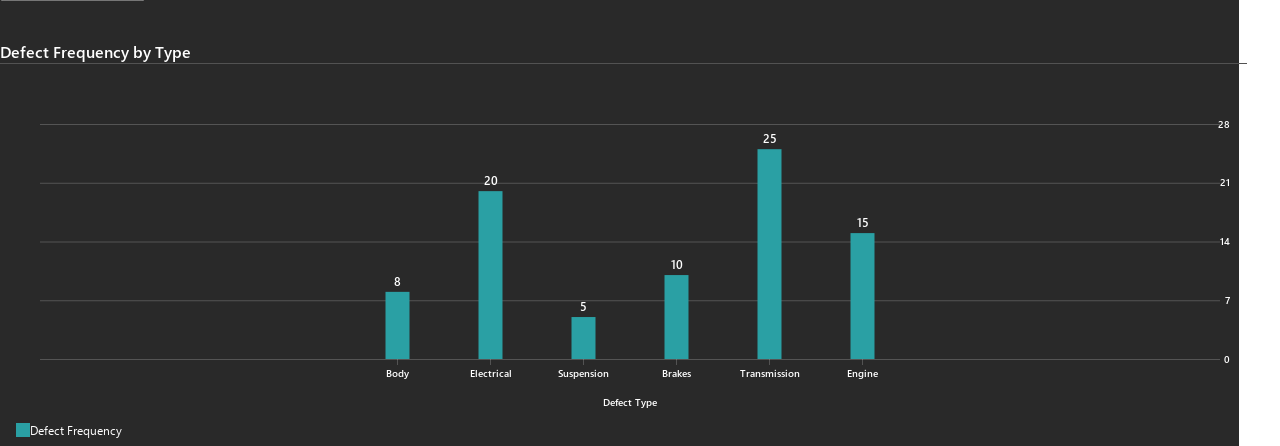 Defect Frequency by Type
28
25
21
20
15
14
10
8
7
5
0
Body Electrical Suspension Brakes Transmission Engine
Defect Type
Defect Frequency